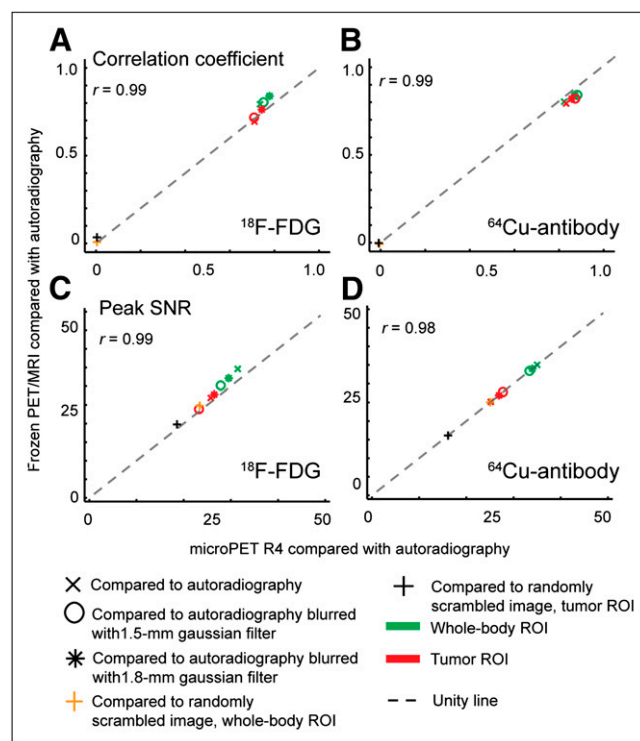 A
Correlation coefficient
r = 0.99
1.0
0.5
0
0
0.5
1.0
18F-FDG
B
r = 0.99
1.0
0.5
0
0
0.5
1.0
64Cu-antibody
C
Peak SNR
r = 0.99
50
25
0
0
25
50
18F-FDG
D
r = 0.98
50
25
0
0
25
50
64Cu-antibody
Frozen PET/MRI compared with autoradiography
microPET R4 compared with autoradiography
Compared to autoradiography
Compared to autoradiography blurred
with1.5-mm gaussian filter
Compared to autoradiography blurred
with1.8-mm gaussian filter
Compared to randomly
scrambled image, whole-body ROI
Compared to randomly
scrambled image, tumor ROI
Whole-body ROI
Tumor ROI
Unity line